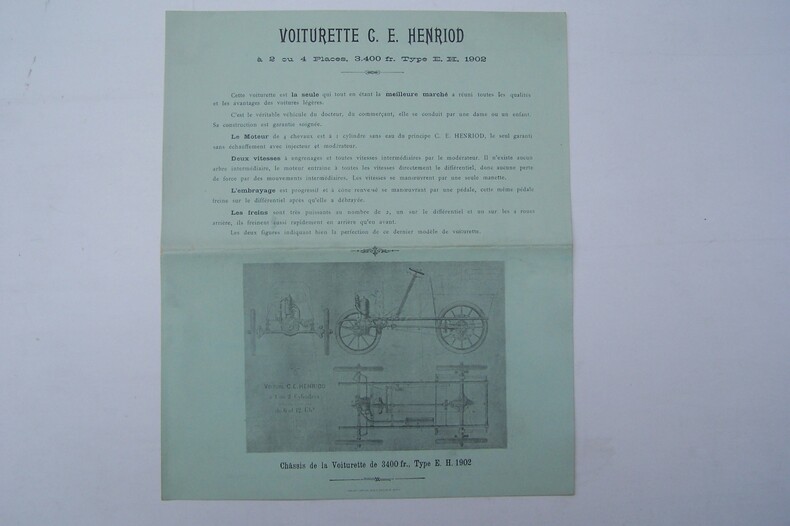 VOITURETTE C. E. HENRIOD
à 2 ou 4 Places, 3.400 fr. Type E. H. 1902
Cette voiturette est la seule qui tout en étant le meilleure marché a réuni toutes les qualités
et les avantages des voitures légères.
C'est le véritable véhicule du docteur, du commerçant, elle se conduit par une dame ou un enfant.
Sa construction est garantie soignée.
Le Moteur de 4 chevaux est à 1 cylindre sans eau du principe C. E. HENRIOD, le seul garanti
sans échauffement avec injecteur et modérateur.
Deux vitesses à engrenages et toutes vitesses intermédiaires par le modérateur. Il n'existe aucun
arbre intermédiaire, le moteur entraîne à toutes les vitesses directement le différentiel, donc aucune perte
de force par des mouvements intermédiaires. Les vitesses se manœuvrent par une seule manette.
L'embrayage est progressif et à cône renversé se manœuvrant par une pédale, cette même pédale
freine sur le différentiel après qu'elle a débrayée.
Les freins sont très puissants au nombre de 2, un sur le différentiel et un sur les 2 roues
arrière, ils freinent aussi rapidement en arrière qu'en avant.
Les deux figures indiquent bien la perfection de ce dernier modèle de voiturette.
Voiture C. E. HENRIOD
à 1 ou 2 Cylindres
Châssis de la Voiturette de 3400 fr., Type E. H. 1902